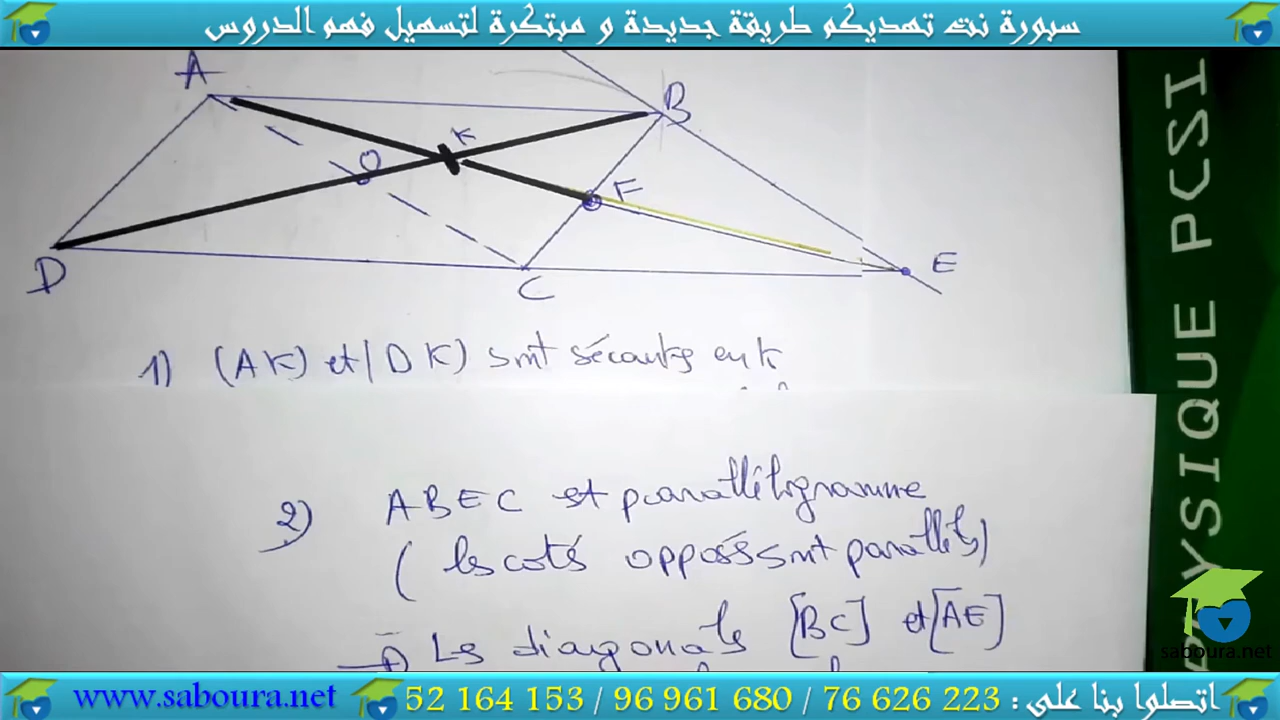 سبورة نت تهديكم طريقة جديدة و مبتكرة لتسهيل فهم الدروس
A
B
K
O
F
D
C
E
1) (AK) et (DK) sont sécantes en K
2) ABEC est parallélogramme
( les cotés opposés sont parallèls)
Les diagonals [BC] et [AE]
PHYSIQUE PCSI
saboura.net
www.saboura.net
52 164 153 / 96 961 680 / 76 626 223 : اتصلوا بنا على